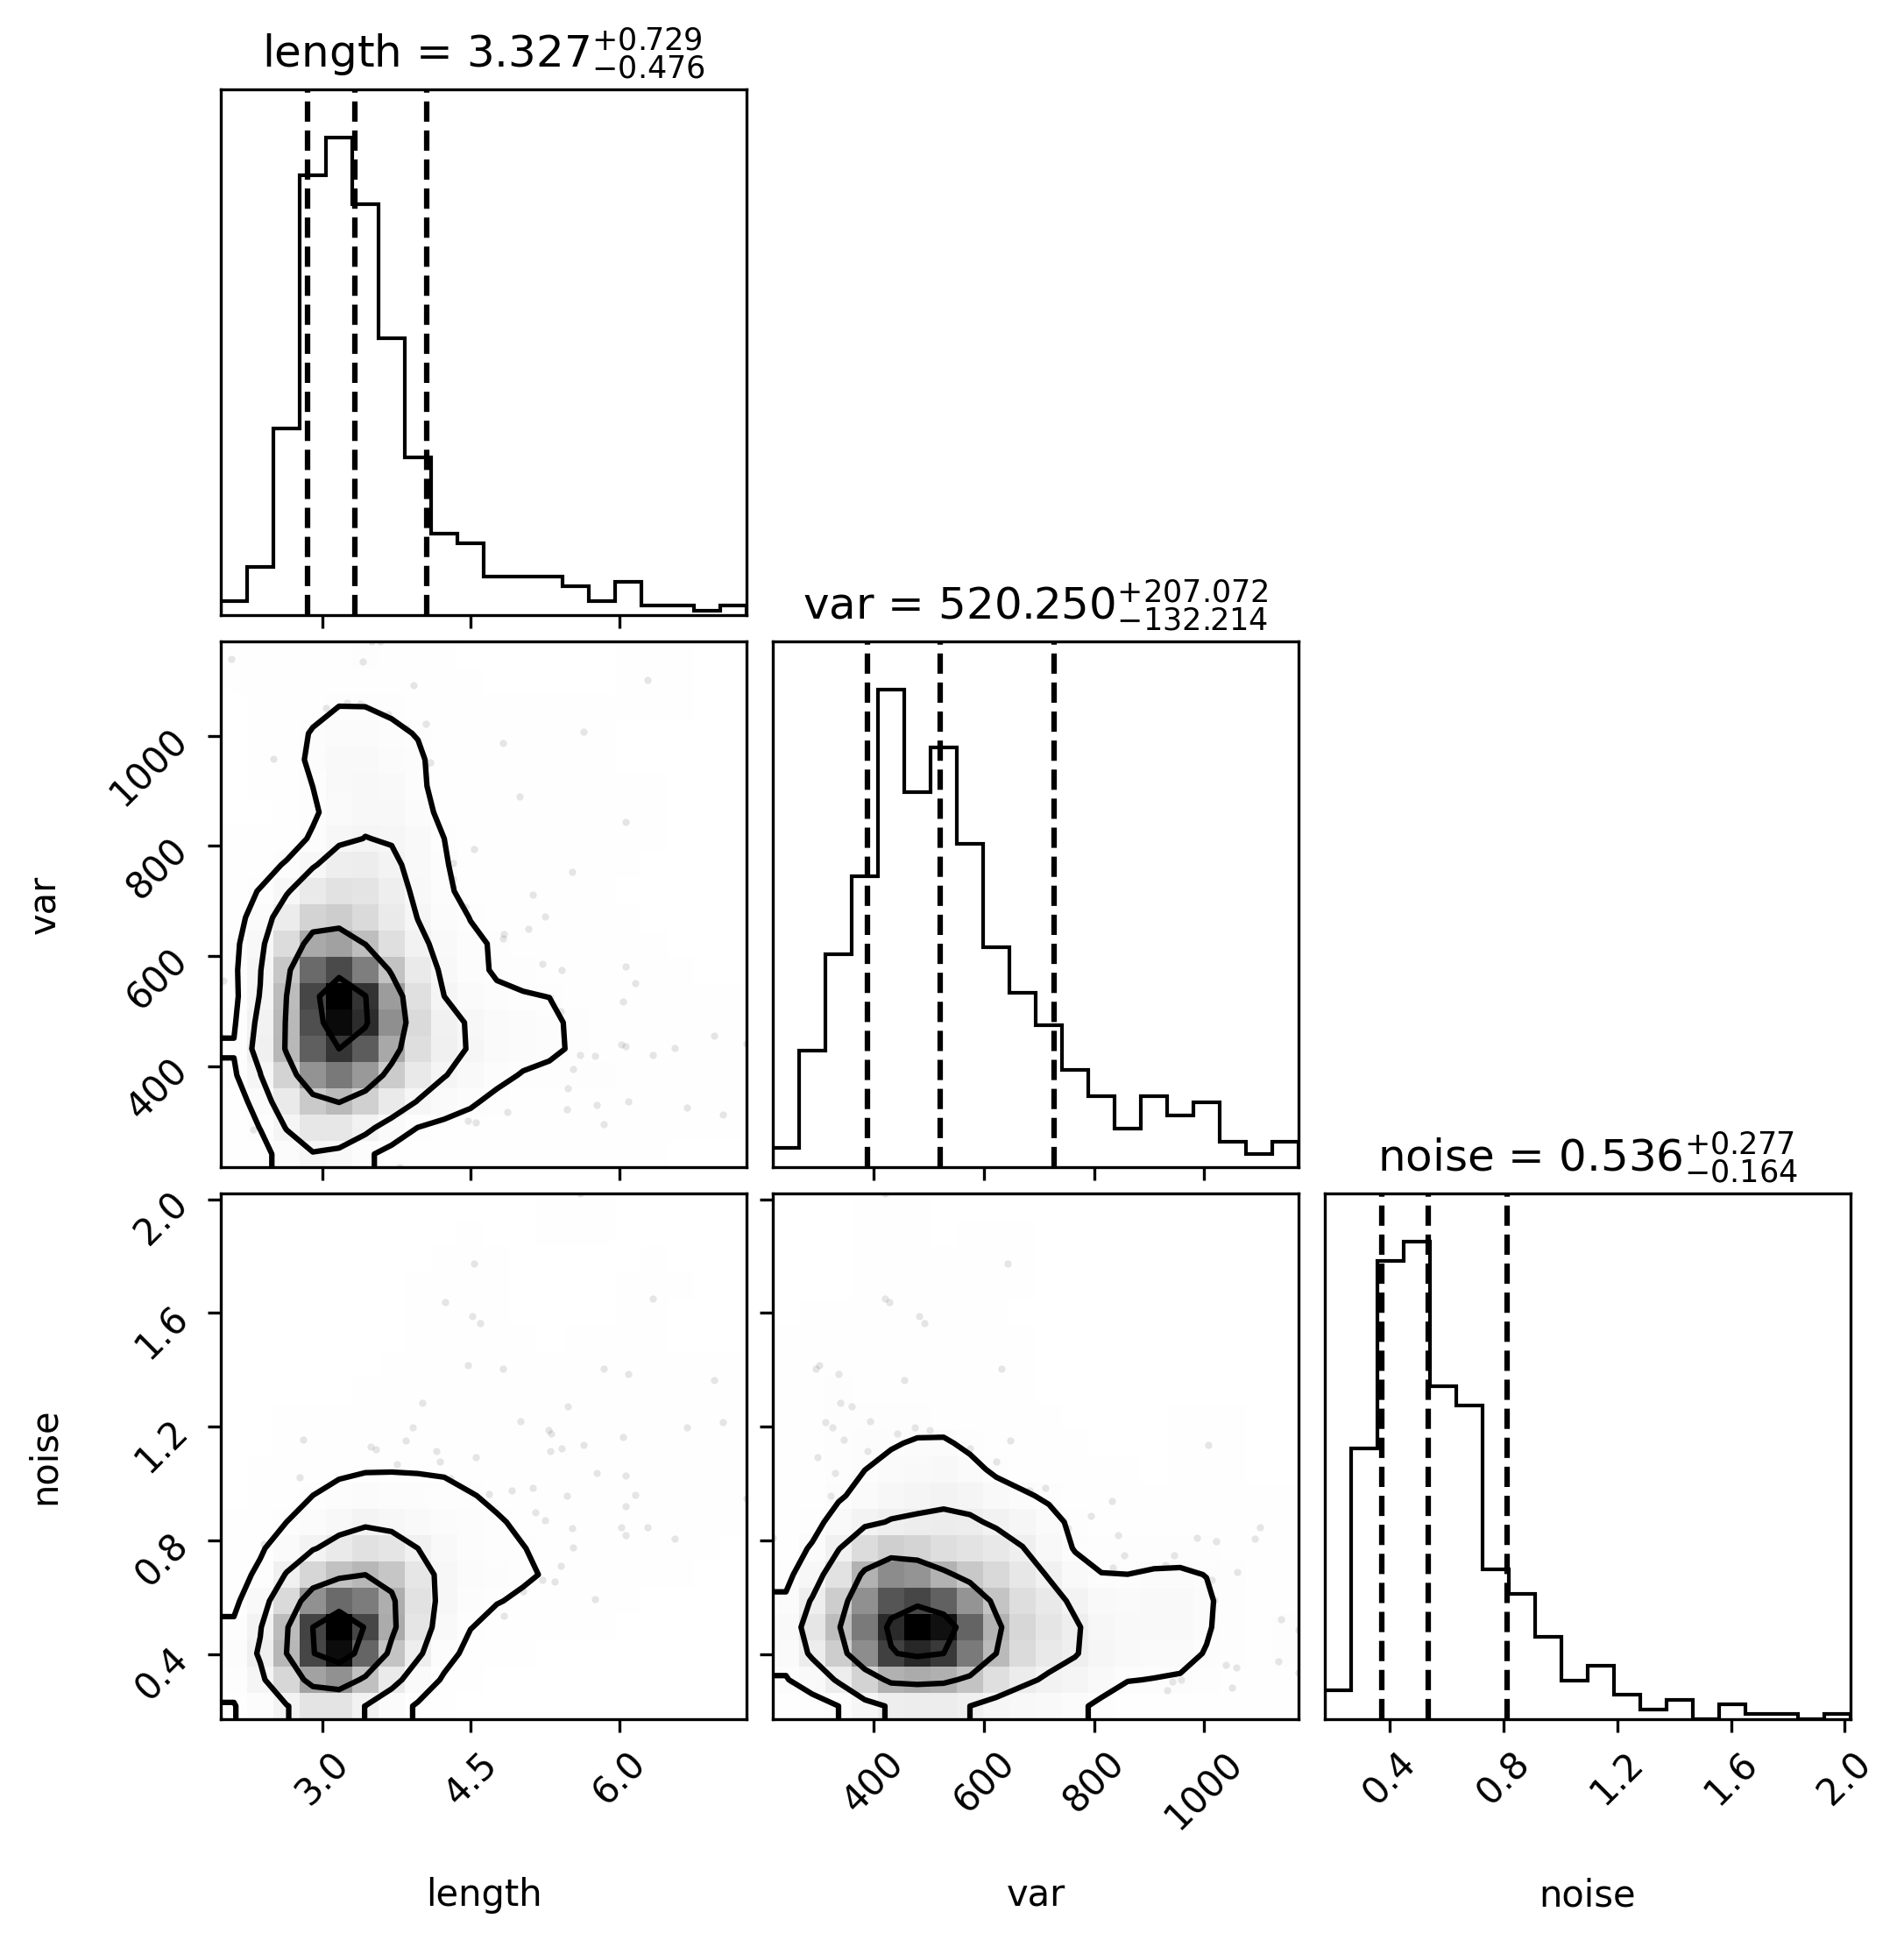 length = 3.327 +0.729 −0.476
var = 520.250 +207.072 −132.214
var
1000
800
600
400
noise = 0.536 +0.277 −0.164
noise
2.0
1.6
1.2
0.8
0.4
3.0 4.5 6.0
400 600 800 1000
0.4 0.8 1.2 1.6 2.0
length var noise